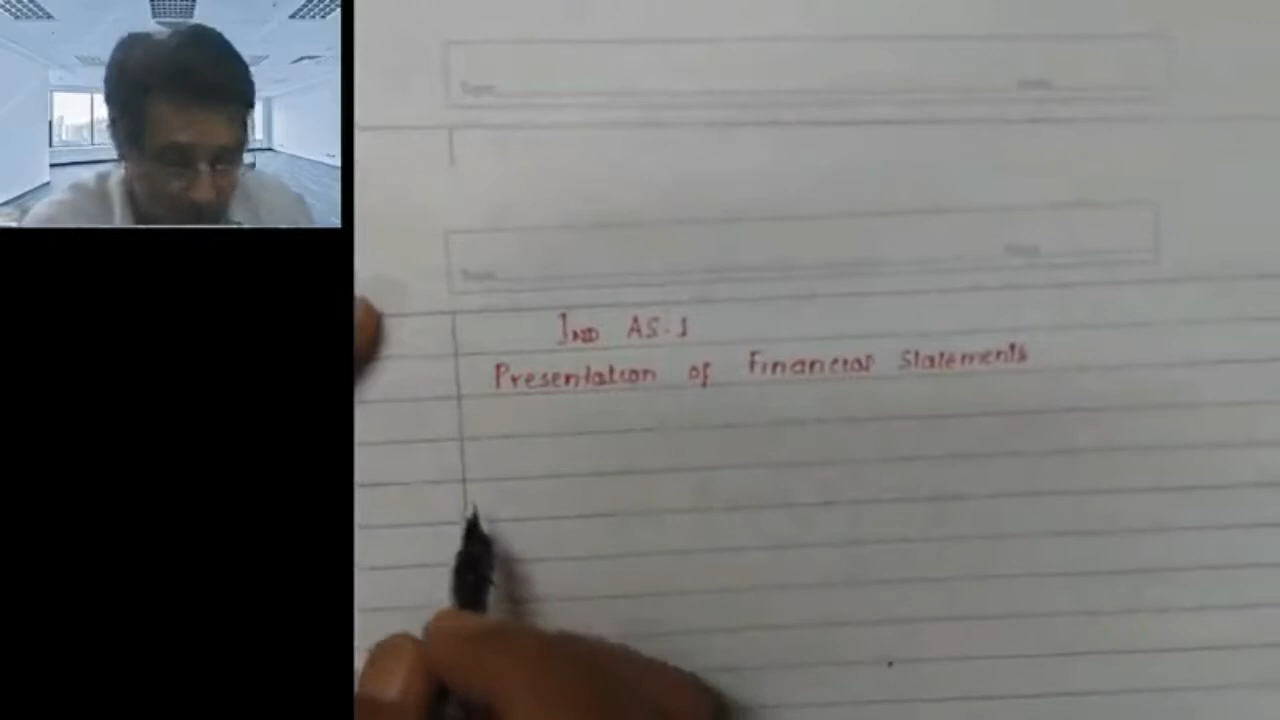 IND AS-1
Presentation of Financial Statements